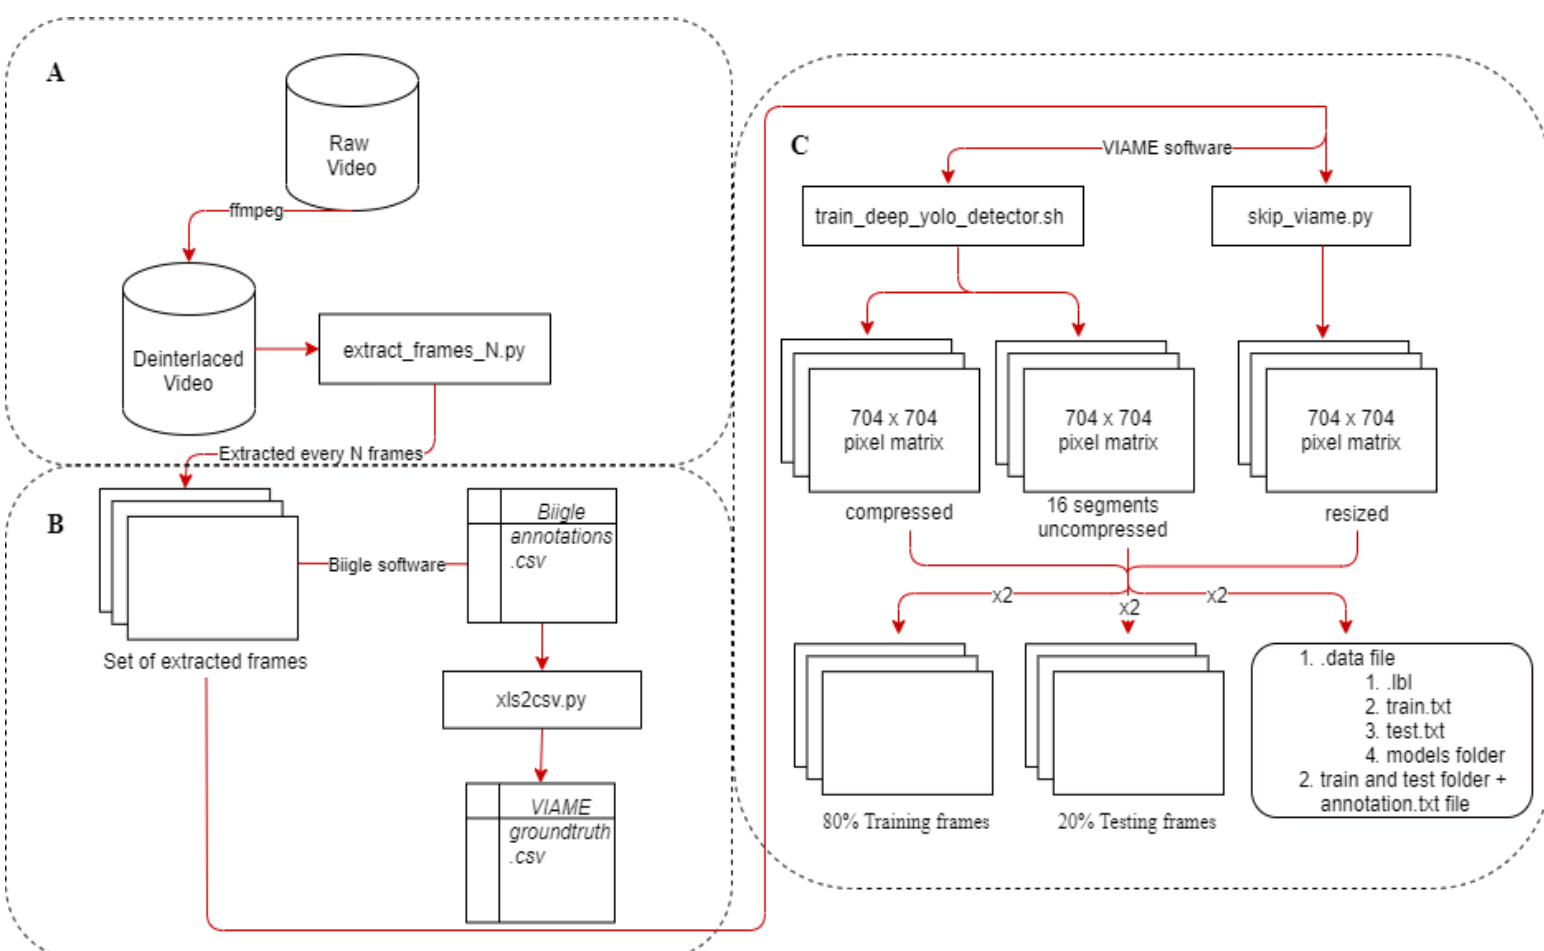 A
Raw
Video
ffmpeg
Deinterlaced
Video
extract_frames_N.py
Extracted every N frames
B
Set of extracted frames
Biigle software
Biigle
annotations
.csv
xls2csv.py
VIAME
groundtruth
.csv
C
VIAME software
train_deep_yolo_detector.sh
skip_viame.py
704 x 704
pixel matrix
compressed
704 x 704
pixel matrix
16 segments
uncompressed
704 x 704
pixel matrix
resized
x2
x2
x2
80% Training frames
20% Testing frames
1. .data file
1. .lbl
2. train.txt
3. test.txt
4. models folder
2. train and test folder +
annotation.txt file